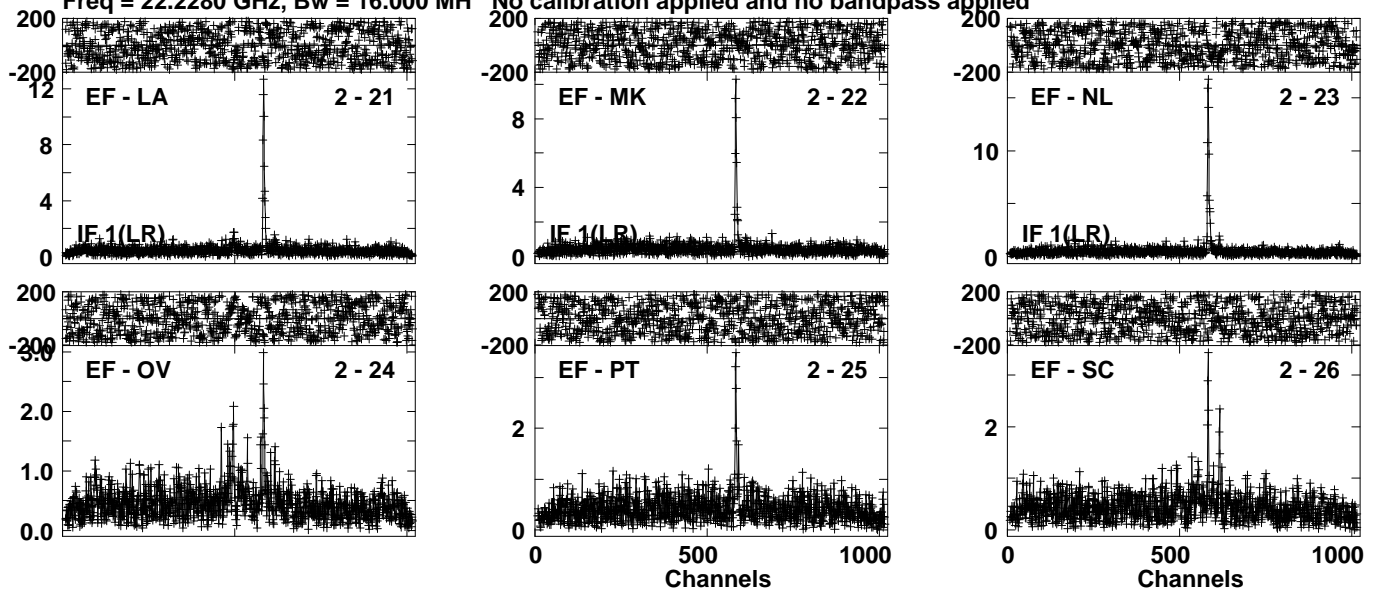 Freq = 22.2280 GHz, Bw = 16.000 MH No calibration applied and no bandpass applied
200 200 200
-200 -200 -200
12 EF - LA 2 - 21 EF - MK 2 - 22 EF - NL 2 - 23
8 8 10
4 4
IF 1(LR) IF 1(LR) IF 1(LR)
0 0 0
200 200 200
-200 -200 -200
3.0 EF - OV 2 - 24 EF - PT 2 - 25 EF - SC 2 - 26
2.0 2 2
1.0
0.0 0 0
0 500 1000 0 500 1000
Channels Channels